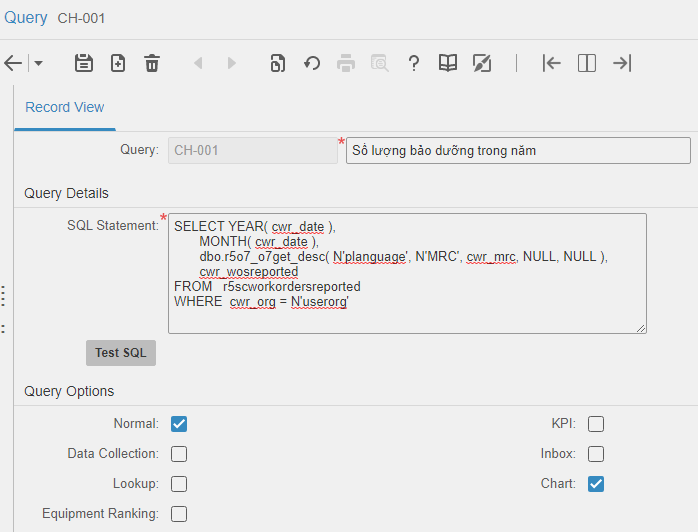 Query CH-001
Record View
Query: CH-001 * Số lượng bảo dưỡng trong năm
Query Details
SQL Statement: * SELECT YEAR( cwr_date ),
MONTH( cwr_date ),
dbo.r5o7_o7get_desc( N'planguage', N'MRC', cwr_mrc, NULL, NULL ),
cwr_wosreported
FROM r5scworkordersreported
WHERE cwr_org = N'userorg'
Test SQL
Query Options
Normal: KPI:
Data Collection: Inbox:
Lookup: Chart:
Equipment Ranking: